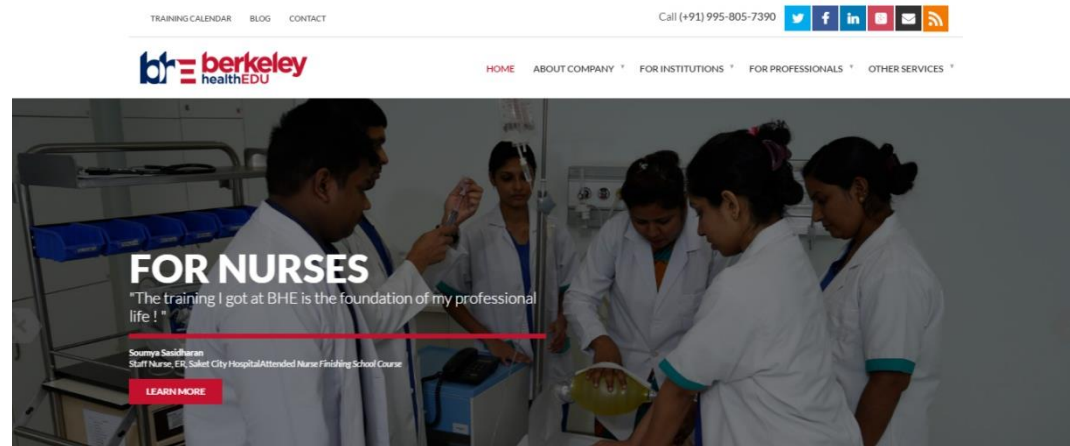 TRAINING CALENDAR BLOG CONTACT
Call (+91) 995-805-7390
bhe berkeley
healthEDU
HOME ABOUT COMPANY FOR INSTITUTIONS FOR PROFESSIONALS OTHER SERVICES
FOR NURSES
"The training I got at BHE is the foundation of my professional
life ! "
Soumya Sasidharan
Staff Nurse, ER, Saket City HospitalAttended Nurse Finishing School Course
LEARN MORE